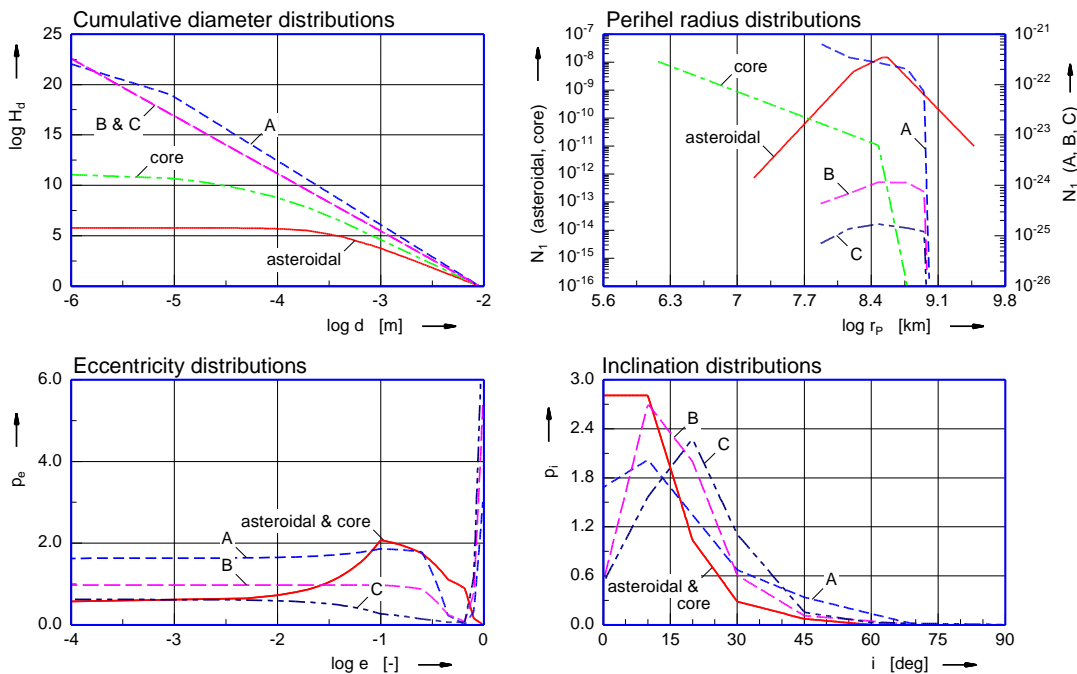 Cumulative diameter distributions
log H_d
25
20
15
10
5
0
B & C
A
core
asteroidal
-6 -5 -4 -3 -2
log d [m]
Perihel radius distributions
N_1 (asteroidal, core)
10^-7
10^-8
10^-9
10^-10
10^-11
10^-12
10^-13
10^-14
10^-15
10^-16
core
asteroidal
A
B
C
10^-21
10^-22
10^-23
10^-24
10^-25
10^-26
N_1 (A, B, C)
5.6 6.3 7 7.7 8.4 9.1 9.8
log r_P [km]
Eccentricity distributions
p_e
6.0
4.0
2.0
0.0
asteroidal & core
A
B
C
-4 -3 -2 -1 0
log e [-]
Inclination distributions
p_i
3.0
2.4
1.8
1.2
0.6
0.0
B
C
asteroidal &
core
A
0 15 30 45 60 75 90
i [deg]